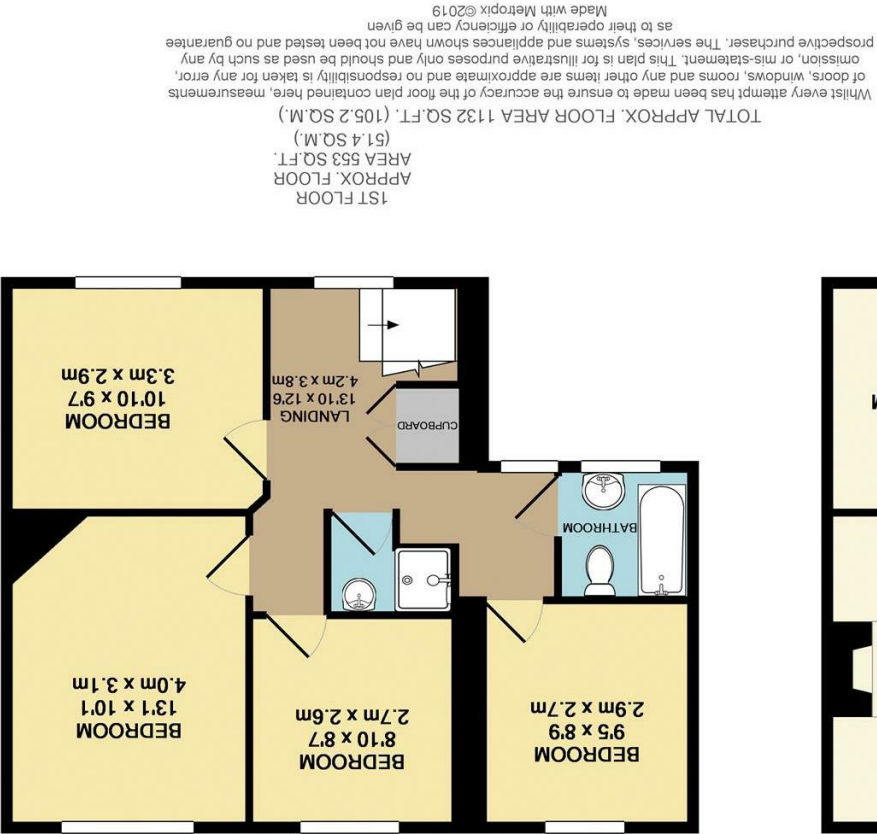 BEDROOM
9'5 x 8'9
2.9m x 2.7m
BEDROOM
8'10 x 8'7
2.7m x 2.6m
BEDROOM
13'1 x 10'1
4.0m x 3.1m
BATHROOM
CUPBOARD
LANDING
13'10 x 12'6
4.2m x 3.8m
BEDROOM
10'10 x 9'7
3.3m x 2.9m
1ST FLOOR
APPROX. FLOOR
AREA 553 SQ.FT.
(51.4 SQ.M.)
TOTAL APPROX. FLOOR AREA 1132 SQ.FT. (105.2 SQ.M.)
Whilst every attempt has been made to ensure the accuracy of the floor plan contained here, measurements
of doors, windows, rooms and any other items are approximate and no responsibility is taken for any error,
omission, or mis-statement. This plan is for illustrative purposes only and should be used as such by any
prospective purchaser. The services, systems and appliances shown have not been tested and no guarantee
as to their operability or efficiency can be given
Made with Metropix ©2019